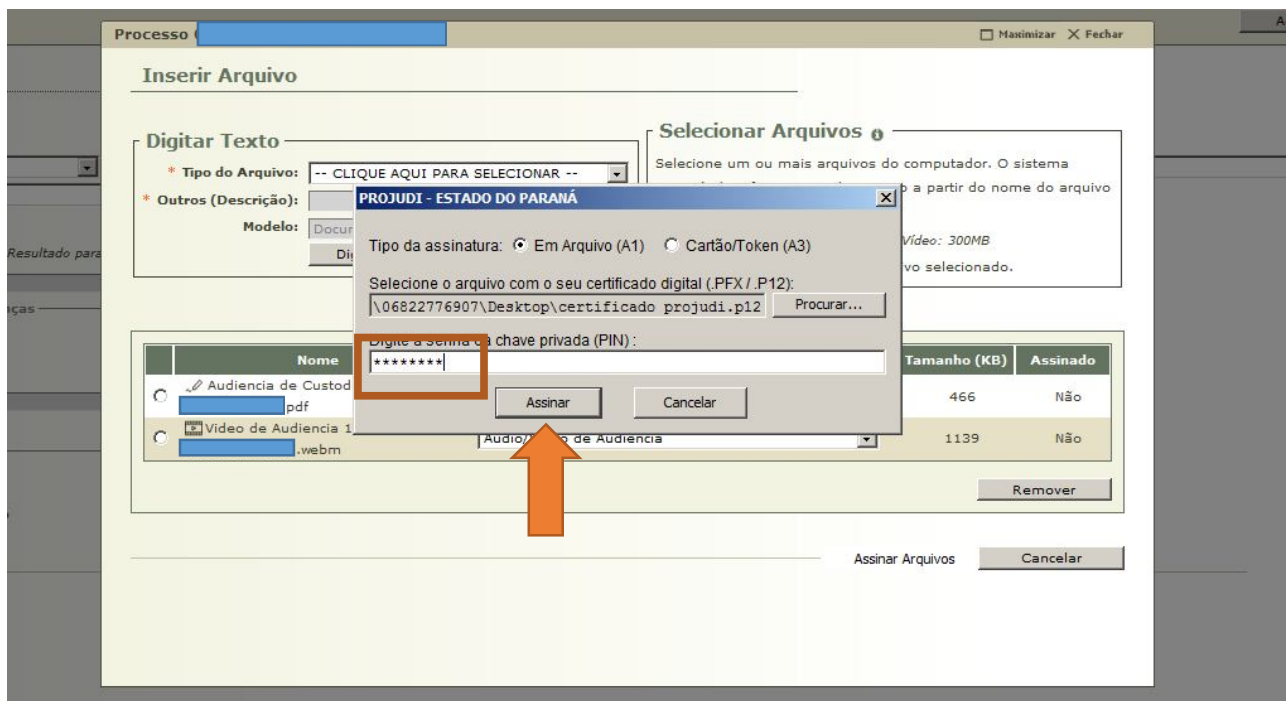 A
Processo (
Maximizar X Fechar
Inserir Arquivo
Digitar Texto
* Tipo do Arquivo: -- CLIQUE AQUI PARA SELECIONAR --
* Outros (Descrição):
Modelo: Docum
Dig
Selecionar Arquivos
Selecione um ou mais arquivos do computador. O sistema
a partir do nome do arquivo
Vídeo: 300MB
vo selecionado.
Resultado para
ças
PROJUDI - ESTADO DO PARANÁ
Tipo da assinatura: Em Arquivo (A1) Cartão/Token (A3)
Selecione o arquivo com o seu certificado digital (.PFX / .P12):
\06822776907\Desktop\certificado projudi.p12 Procurar...
Digite a senha da chave privada (PIN) :
********
Assinar Cancelar
Nome Tamanho (KB) Assinado
Audiencia de Custod
pdf 466 Não
Video de Audiencia 1
.webm Audio/ de Audiencia 1139 Não
Remover
Assinar Arquivos Cancelar